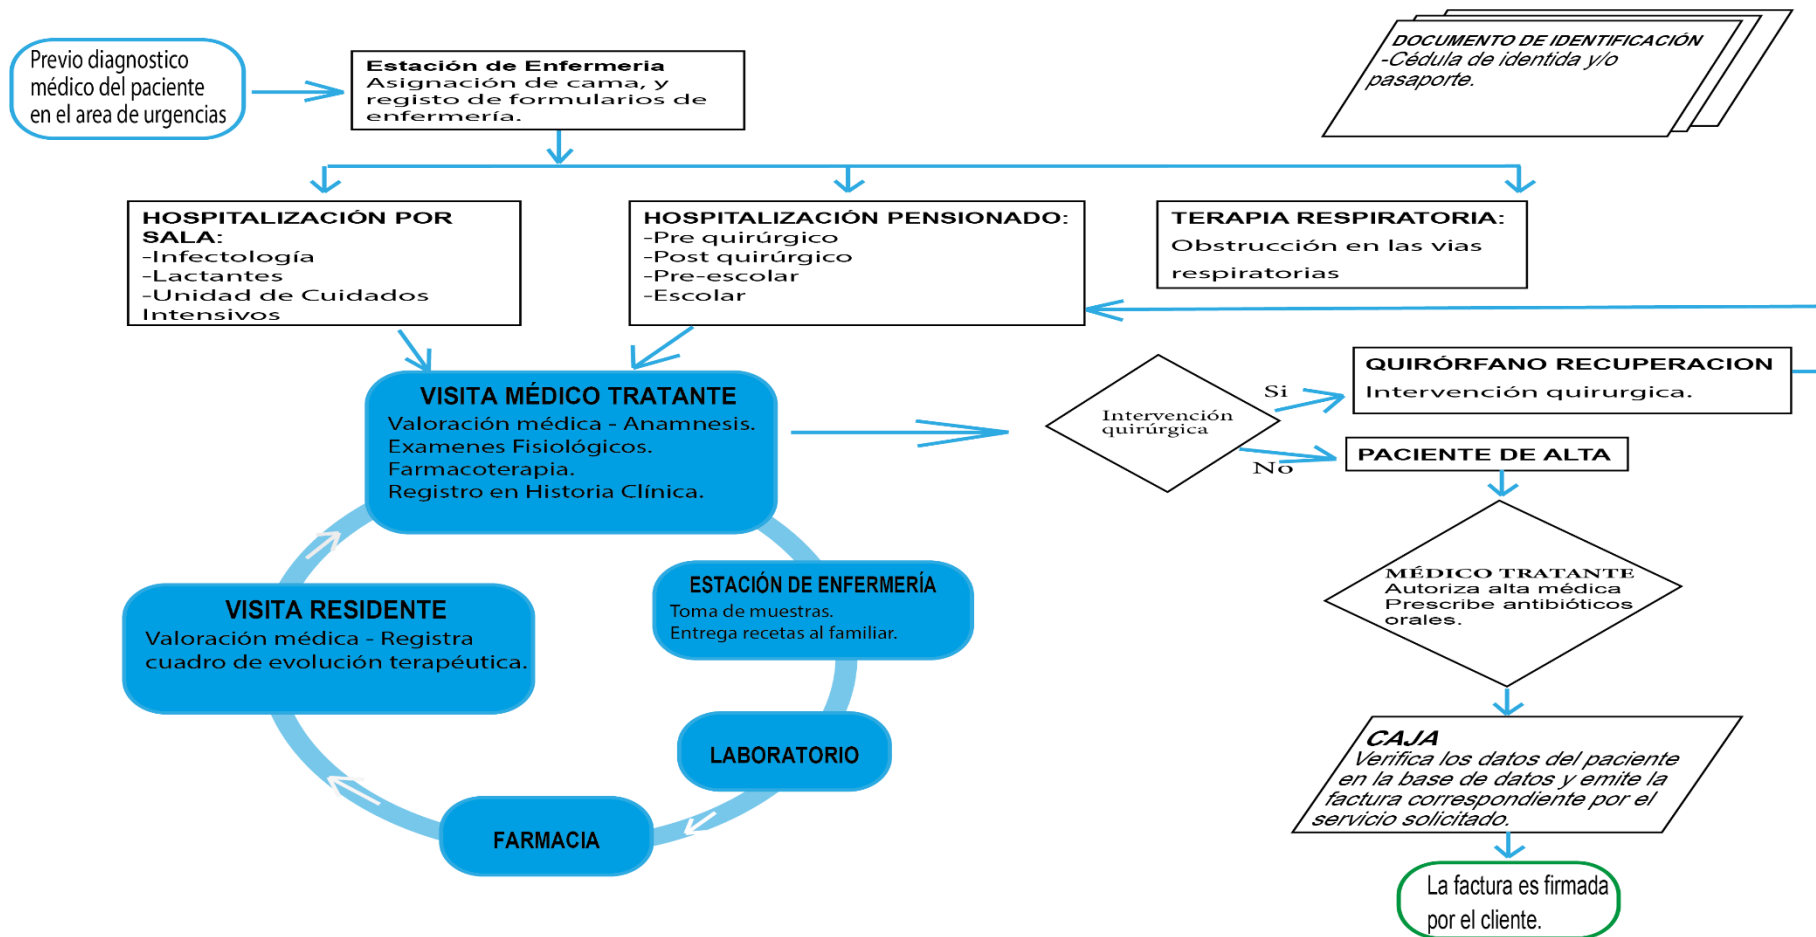 Previo diagnostico
médico del paciente
en el area de urgencias
Estación de Enfermeria
Asignación de cama, y
registo de formularios de
enfermería.
DOCUMENTO DE IDENTIFICACIÓN
-Cédula de identida y/o
pasaporte.
HOSPITALIZACIÓN POR
SALA:
-Infectología
-Lactantes
-Unidad de Cuidados
Intensivos
HOSPITALIZACIÓN PENSIONADO:
-Pre quirúrgico
-Post quirúrgico
-Pre-escolar
-Escolar
TERAPIA RESPIRATORIA:
Obstrucción en las vias
respiratorias
VISITA MÉDICO TRATANTE
Valoración médica - Anamnesis.
Examenes Fisiológicos.
Farmacoterapia.
Registro en Historia Clínica.
Intervención
quirúrgica
Si
No
QUIRÓRFANO RECUPERACION
Intervención quirurgica.
PACIENTE DE ALTA
MÉDICO TRATANTE
Autoriza alta médica
Prescribe antibióticos
orales.
ESTACIÓN DE ENFERMERÍA
Toma de muestras.
Entrega recetas al familiar.
VISITA RESIDENTE
Valoración médica - Registra
cuadro de evolución terapéutica.
LABORATORIO
FARMACIA
CAJA
Verifica los datos del paciente
en la base de datos y emite la
factura correspondiente por el
servicio solicitado.
La factura es firmada
por el cliente.